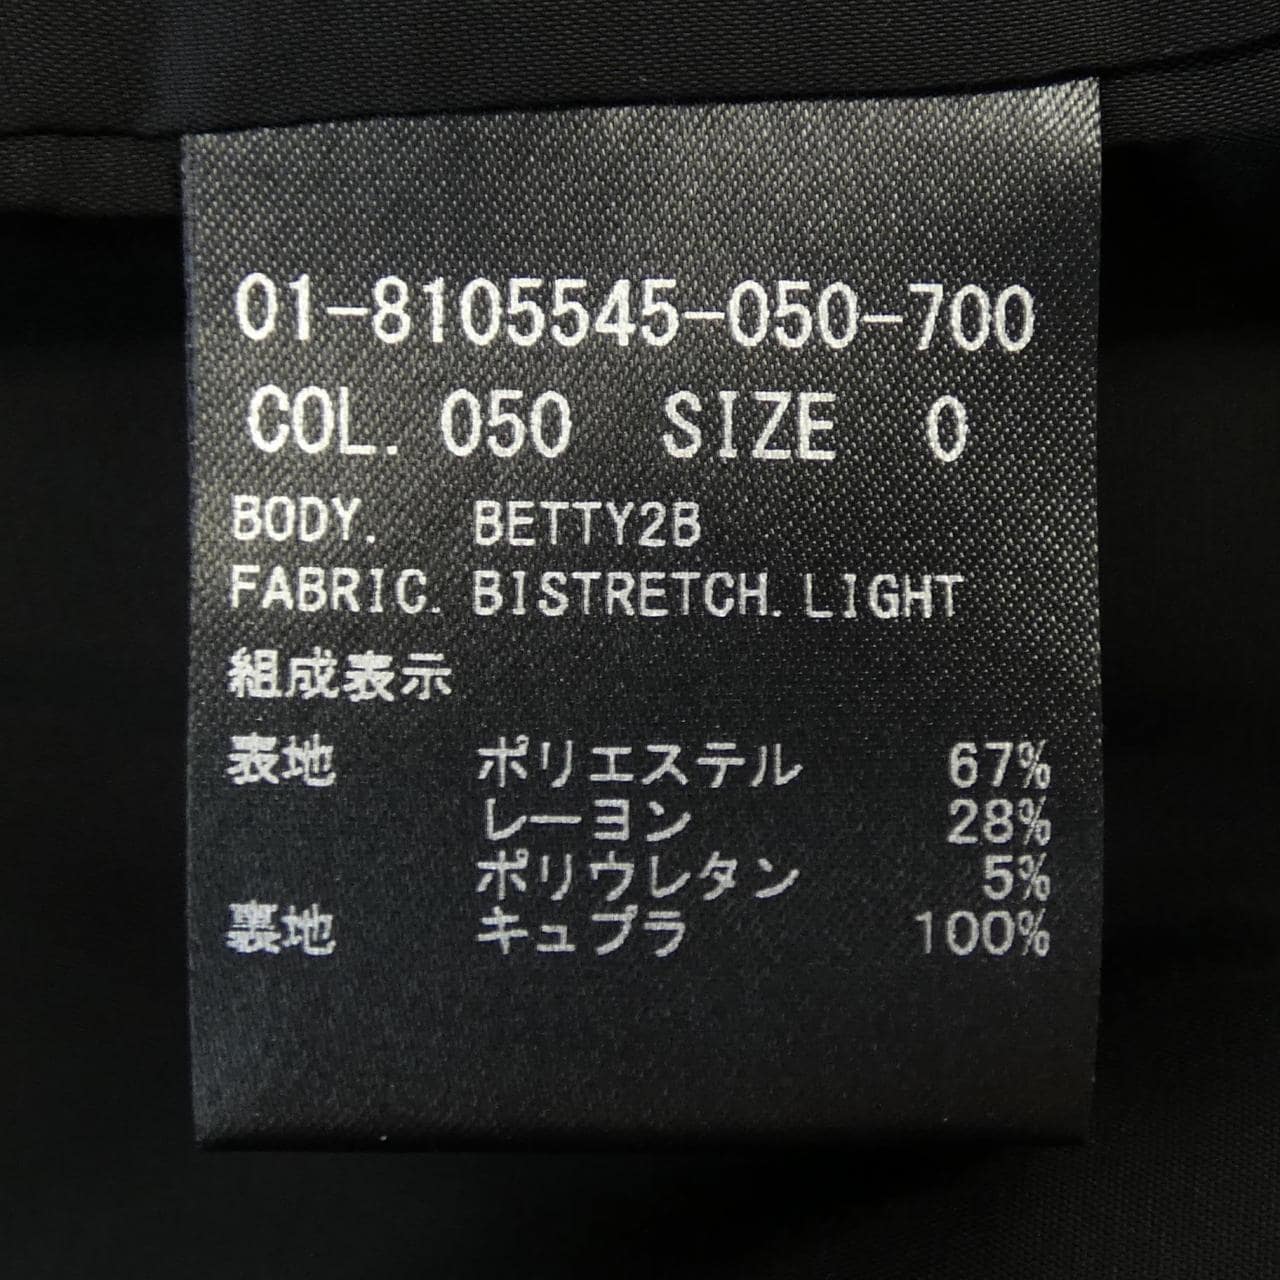 01-8105545-050-700
COL. 050 SIZE 0
BODY. BETTY2B
FABRIC. BISTRETCH. LIGHT
組成表示
表地 ポリエステル 67%
レーヨン 28%
ポリウレタン 5%
裏地 キュプラ 100%